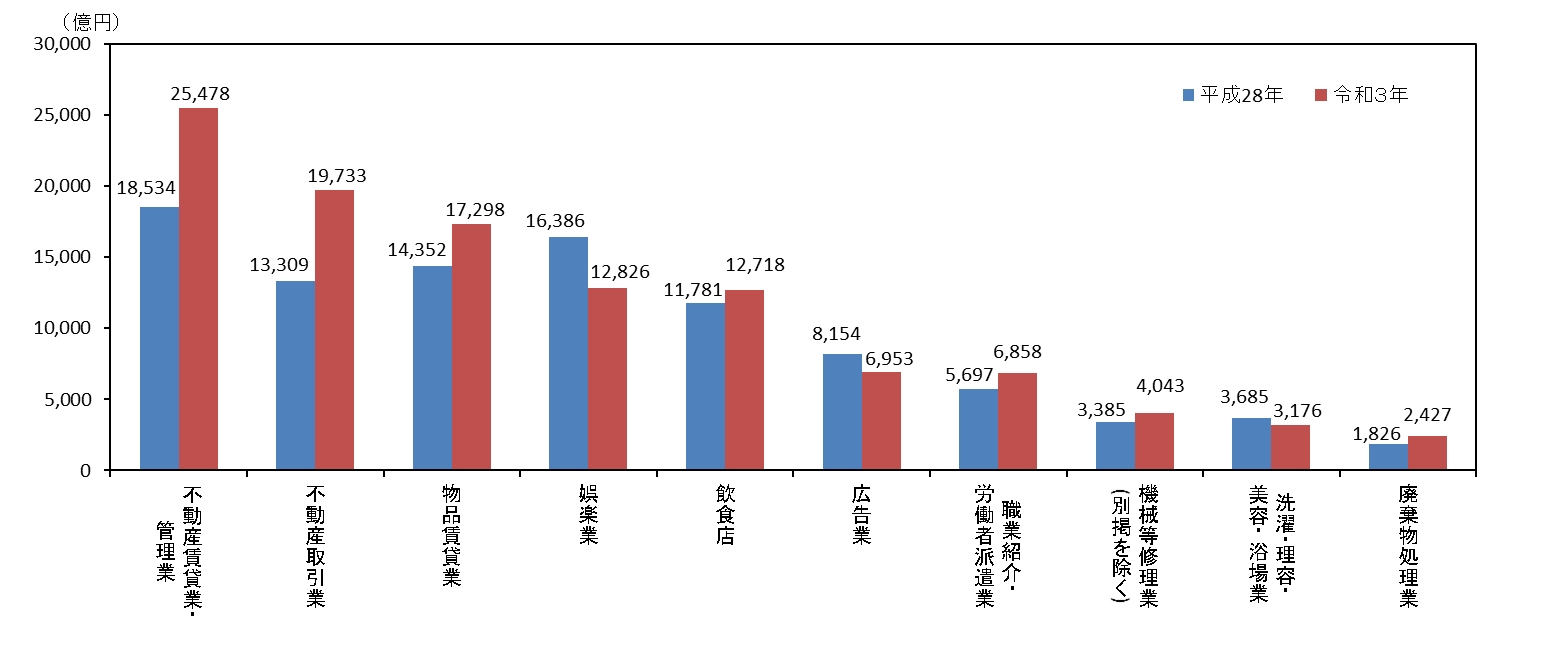 （億円）
30,000
25,000
20,000
15,000
10,000
5,000
0
平成28年
令和３年
18,534
25,478
13,309
19,733
14,352
17,298
16,386
12,826
11,781
12,718
8,154
6,953
5,697
6,858
3,385
4,043
3,685
3,176
1,826
2,427
不動産賃貸業・
管理業
不動産取引業
物品賃貸業
娯楽業
飲食店
広告業
職業紹介・
労働者派遣業
機械等修理業
(別掲を除く)
洗濯・理容・
美容・浴場業
廃棄物処理業